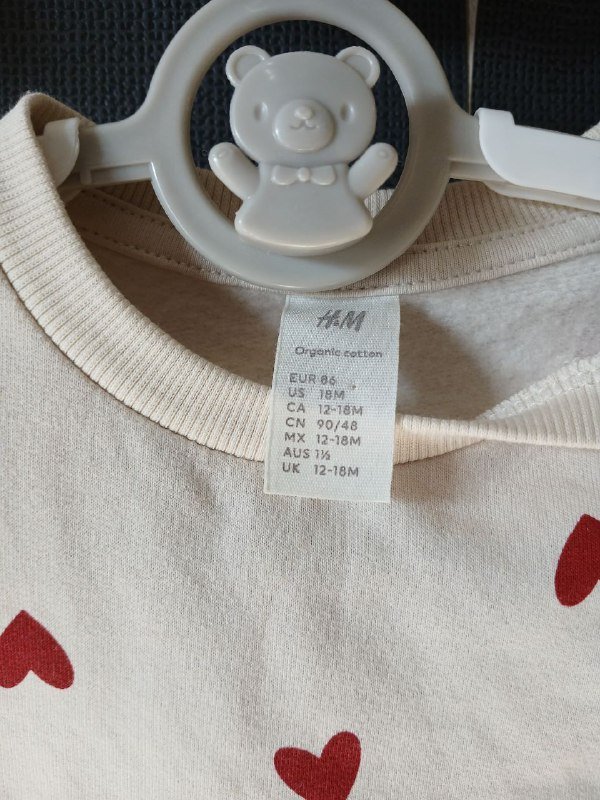 H&M
Organic cotton
EUR 86
US 18M
CA 12-18M
CN 90/48
MX 12-18M
AUS 1½
UK 12-18M